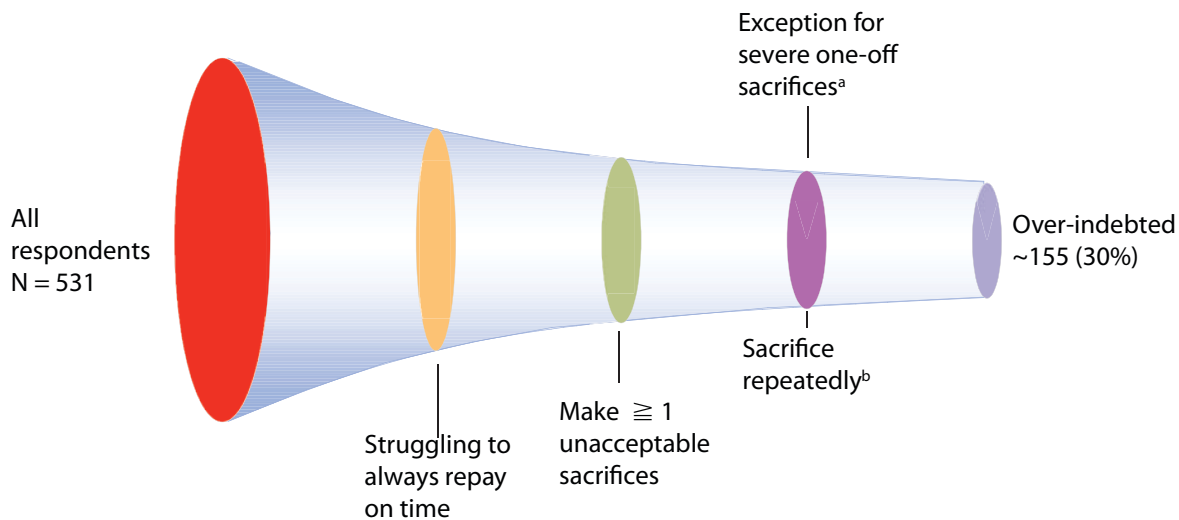 All
respondents
N = 531
Struggling to
always repay
on time
Make ≧ 1
unacceptable
sacrifices
Exception for
severe one-off
sacrificesᵃ
Sacrifice
repeatedlyᵇ
Over-indebted
~155 (30%)